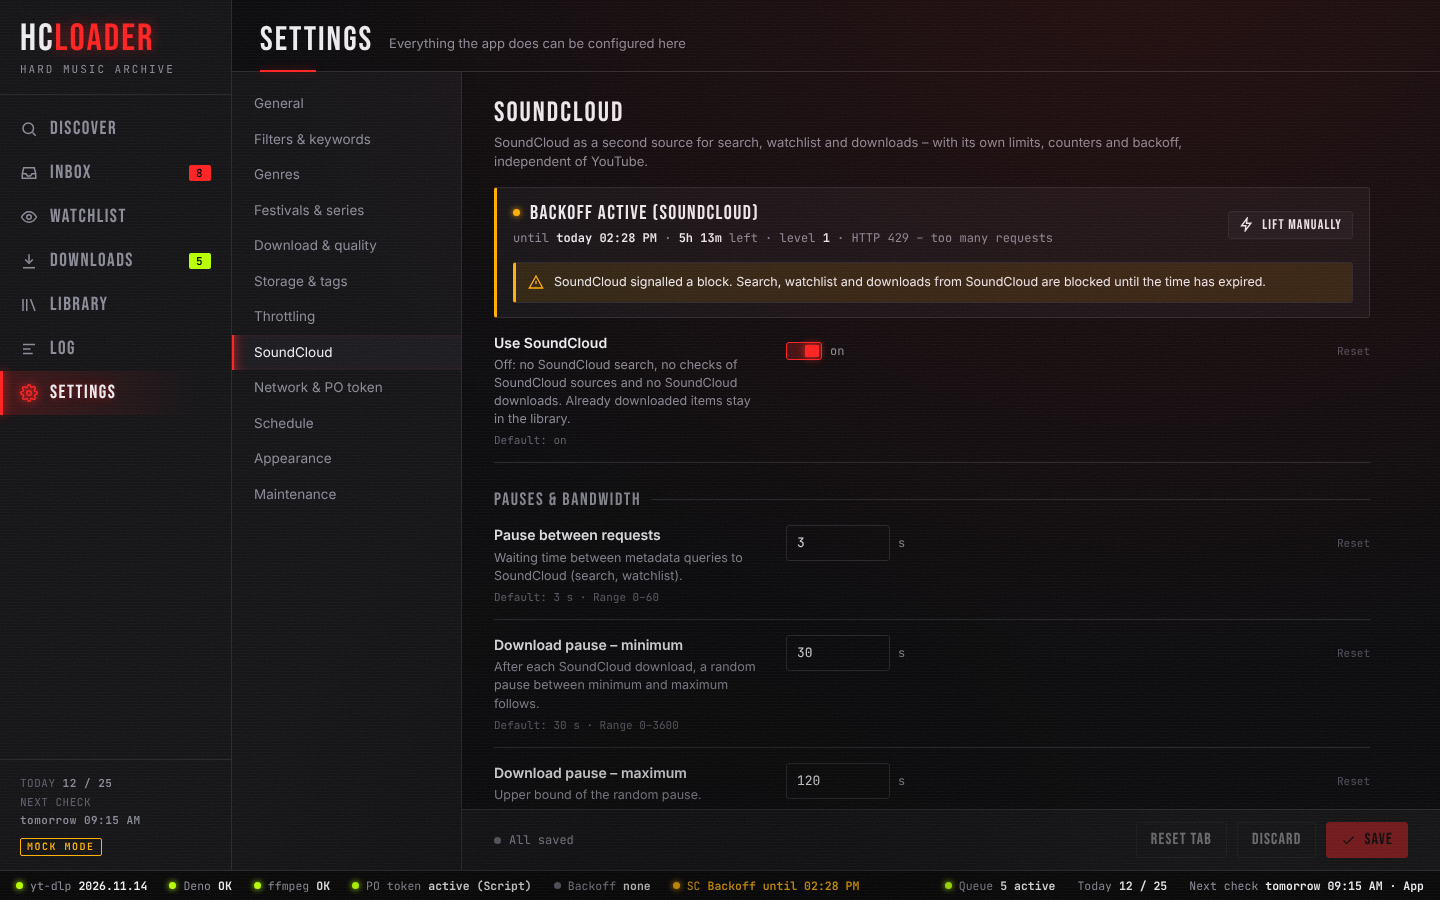 HCLOADER
HARD MUSIC ARCHIVE
DISCOVER
INBOX 8
WATCHLIST
DOWNLOADS 5
LIBRARY
LOG
SETTINGS
TODAY 12 / 25
NEXT CHECK
tomorrow 09:15 AM
MOCK MODE
SETTINGS Everything the app does can be configured here
General
Filters & keywords
Genres
Festivals & series
Download & quality
Storage & tags
Throttling
SoundCloud
Network & PO token
Schedule
Appearance
Maintenance
SOUNDCLOUD
SoundCloud as a second source for search, watchlist and downloads – with its own limits, counters and backoff,
independent of YouTube.
BACKOFF ACTIVE (SOUNDCLOUD)
until today 02:28 PM · 5h 13m left · level 1 · HTTP 429 – too many requests
LIFT MANUALLY
SoundCloud signalled a block. Search, watchlist and downloads from SoundCloud are blocked until the time has expired.
Use SoundCloud
on
Reset
Off: no SoundCloud search, no checks of
SoundCloud sources and no SoundCloud
downloads. Already downloaded items stay
in the library.
Default: on
PAUSES & BANDWIDTH
Pause between requests
3 s
Reset
Waiting time between metadata queries to
SoundCloud (search, watchlist).
Default: 3 s · Range 0–60
Download pause – minimum
30 s
Reset
After each SoundCloud download, a random
pause between minimum and maximum
follows.
Default: 30 s · Range 0–3600
Download pause – maximum
120 s
Reset
Upper bound of the random pause.
All saved
RESET TAB
DISCARD
SAVE
yt-dlp 2026.11.14 Deno OK ffmpeg OK PO token active (Script) Backoff none SC Backoff until 02:28 PM Queue 5 active Today 12 / 25 Next check tomorrow 09:15 AM · App